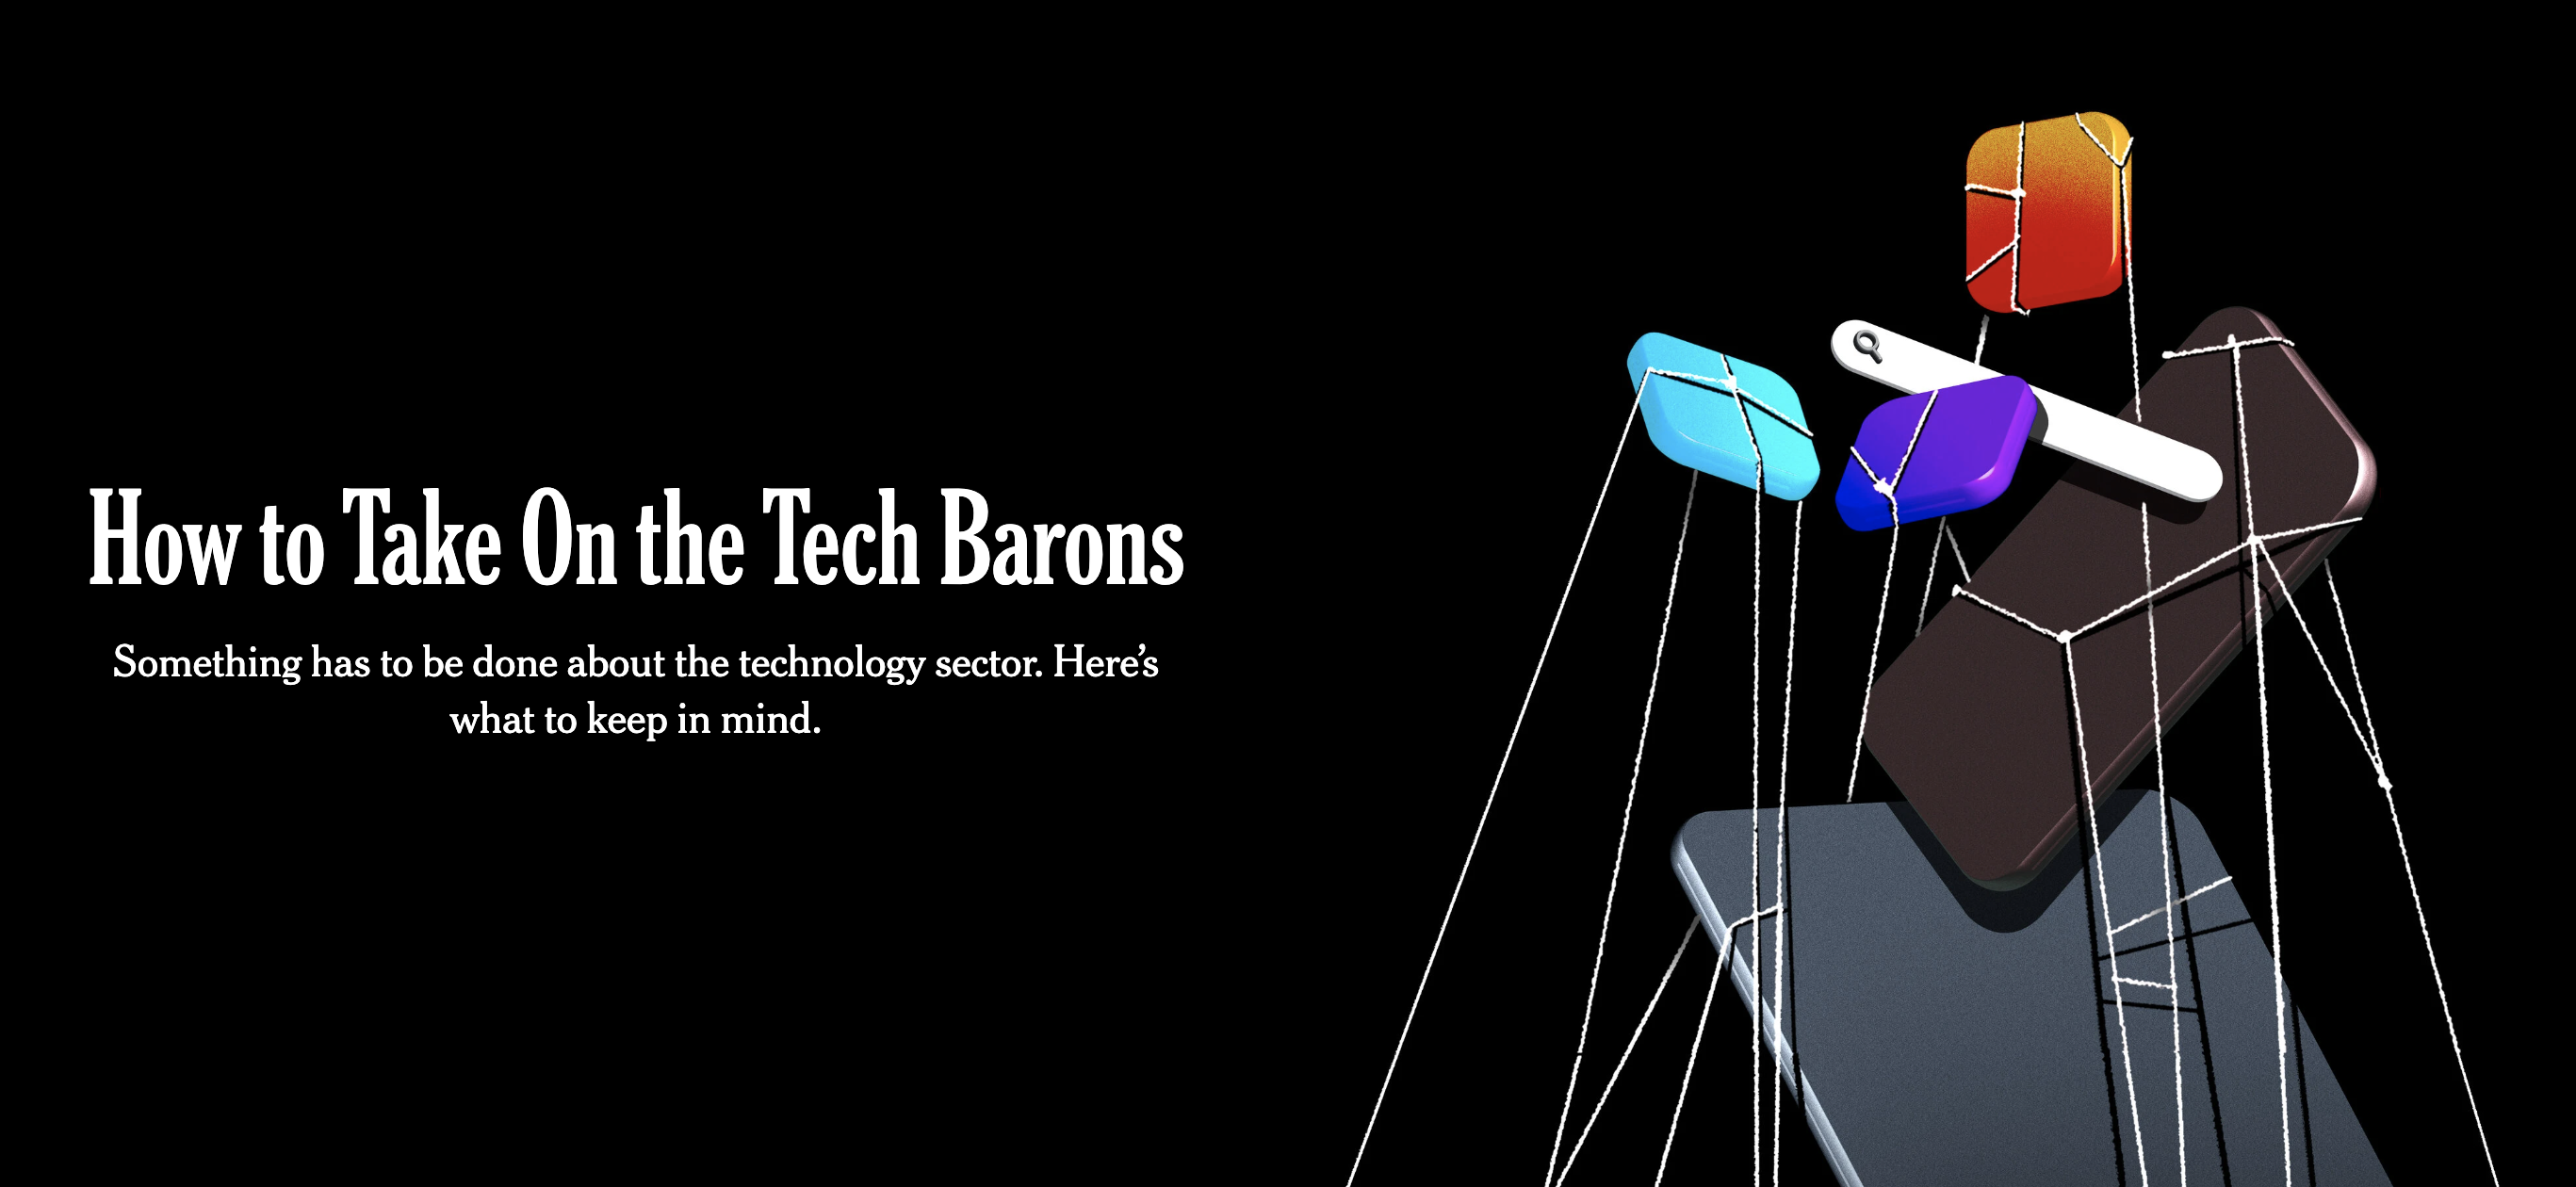 How to Take On the Tech Barons
Something has to be done about the technology sector. Here’s
what to keep in mind.